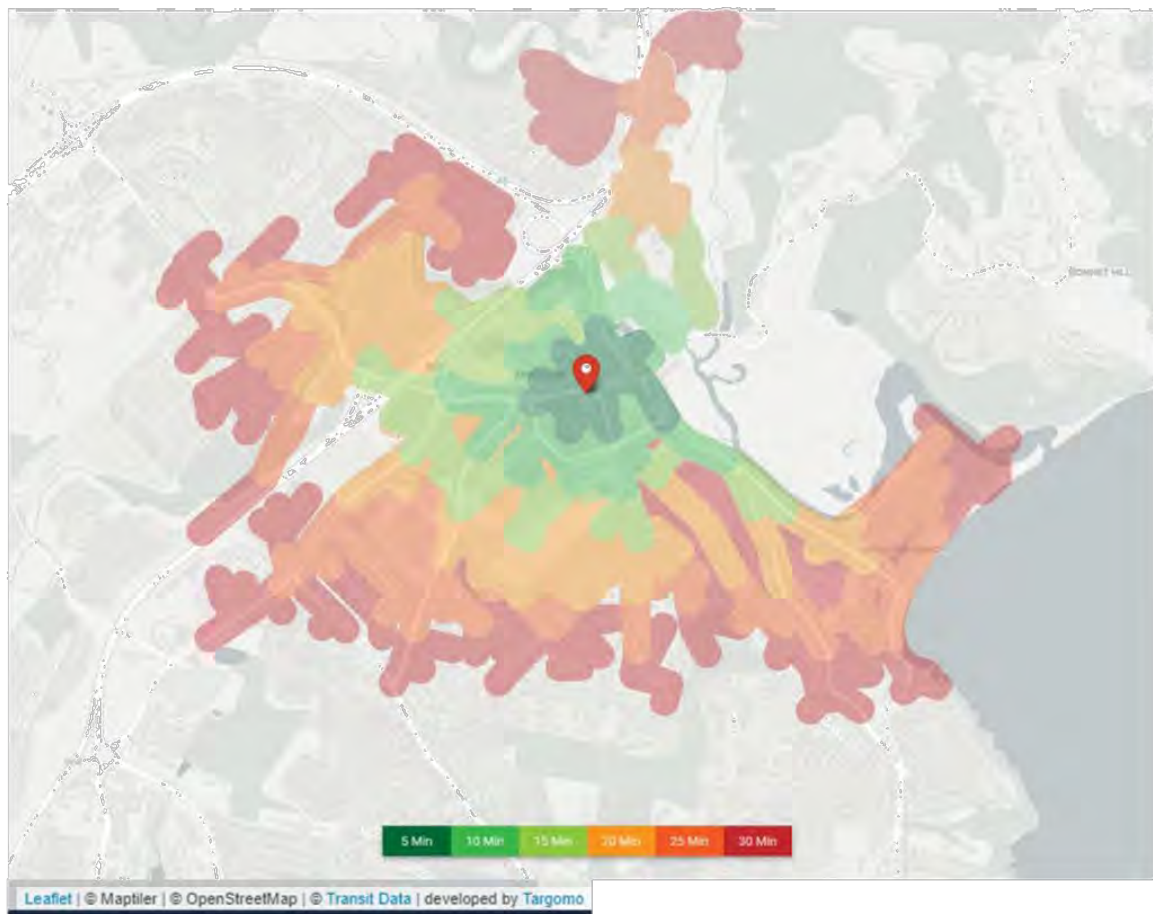 BONNET HILL
5 Min 10 Min 15 Min 20 Min 25 Min 30 Min
Leaflet | © Maptiler | © OpenStreetMap | © Transit Data | developed by Targomo